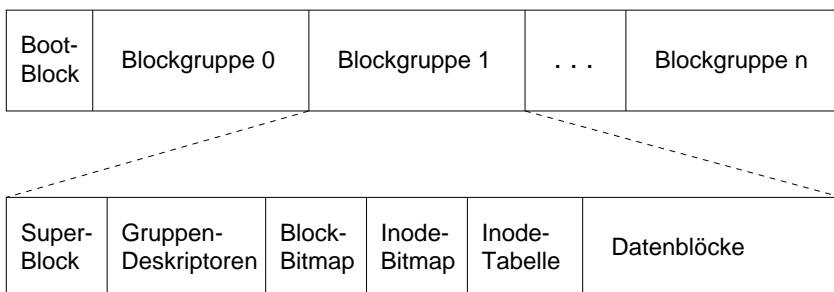 Boot-
Block
Blockgruppe 0
Blockgruppe 1
. . .
Blockgruppe n
Super-
Block
Gruppen-
Deskriptoren
Block-
Bitmap
Inode-
Bitmap
Inode-
Tabelle
Datenblöcke